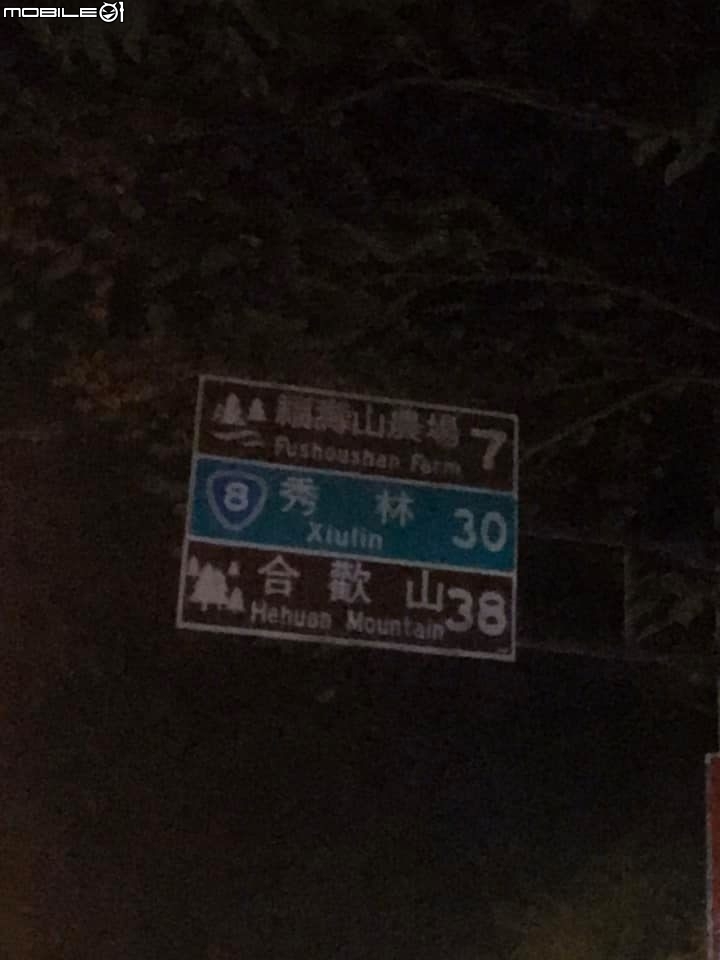 MOBILE01
福壽山農場 7
Fushoushan Farm
8 秀林 30
Xiulin
合歡山 38
Hehuan Mountain